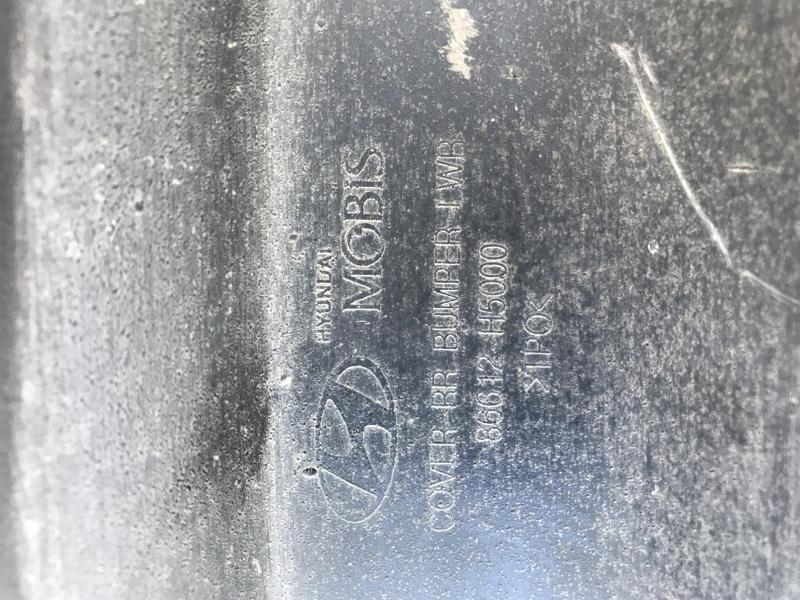 HYUNDAI
MOBIS
COVER-RR BUMPER-LWR
86612-H5000
>TPO<